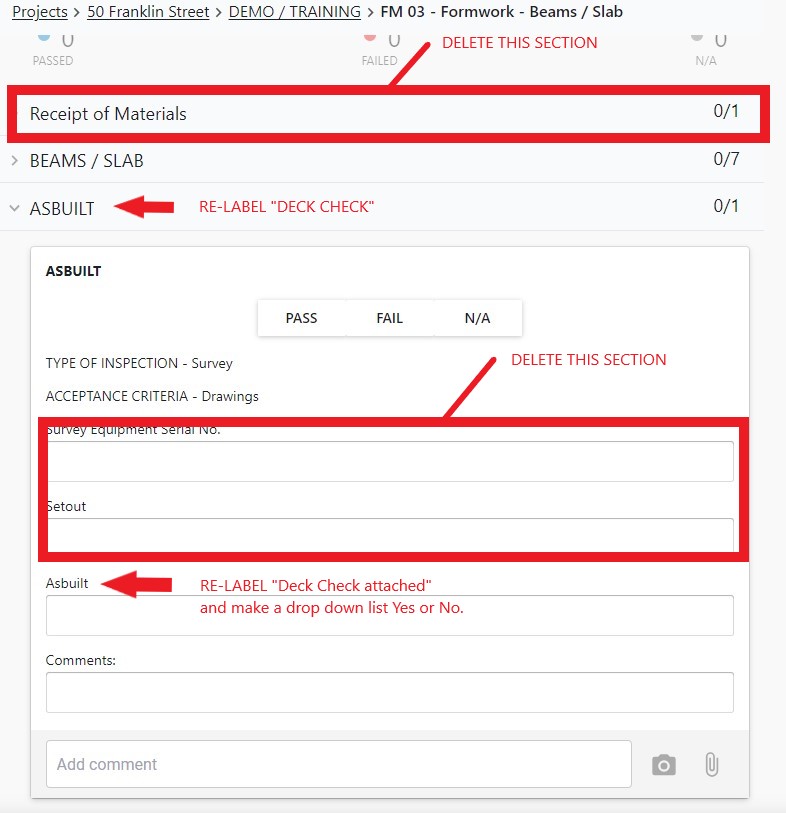 Projects > 50 Franklin Street > DEMO / TRAINING > FM 03 - Formwork - Beams / Slab
0 0 0
DELETE THIS SECTION
PASSED FAILED N/A
Receipt of Materials 0/1
> BEAMS / SLAB 0/7
ASBUILT RE-LABEL "DECK CHECK" 0/1
ASBUILT
PASS FAIL N/A
TYPE OF INSPECTION - Survey
DELETE THIS SECTION
ACCEPTANCE CRITERIA - Drawings
Survey Equipment Serial No.
Setout
Asbuilt
RE-LABEL "Deck Check attached"
and make a drop down list Yes or No.
Comments:
Add comment